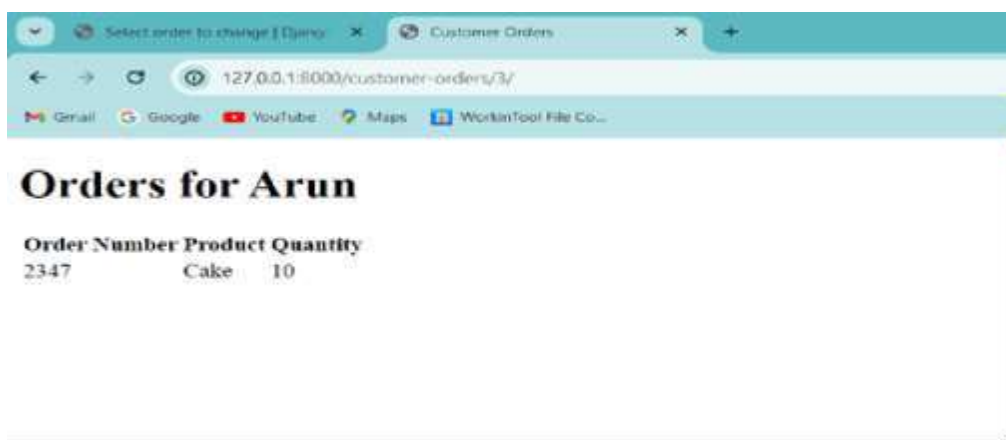 Select order to change | Django
Customer Orders
127.0.0.1:8000/customer-orders/3/
Gmail Google YouTube Maps WorkinTool File Co...
Orders for Arun
Order Number Product Quantity
2347 Cake 10